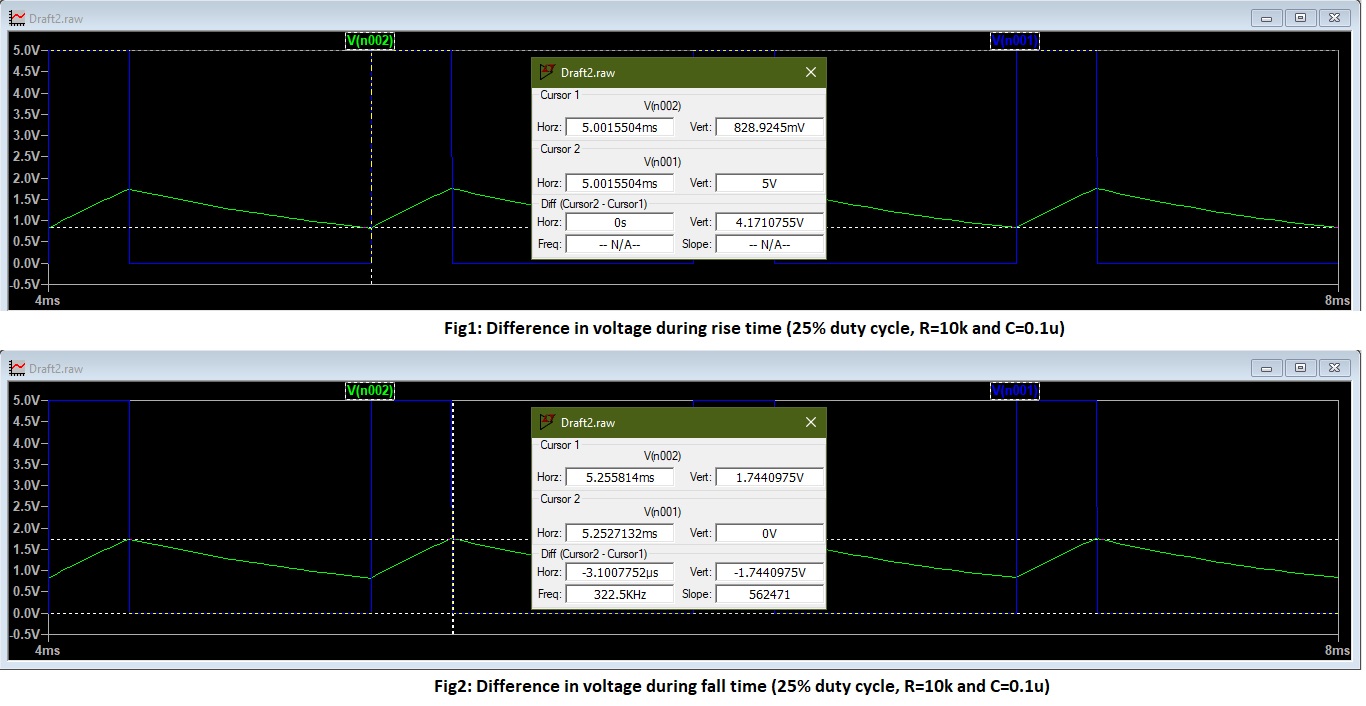 Draft2.raw
V(n002) V(n001)
5.0V
4.5V
4.0V
3.5V
3.0V
2.5V
2.0V
1.5V
1.0V
0.5V
0.0V
-0.5V
4ms 8ms
Draft2.raw
Cursor 1
V(n002)
Horz: 5.0015504ms Vert: 828.9245mV
Cursor 2
V(n001)
Horz: 5.0015504ms Vert: 5V
Diff (Cursor2 - Cursor1)
Horz: 0s Vert: 4.1710755V
Freq: -- N/A-- Slope: -- N/A--
Fig1: Difference in voltage during rise time (25% duty cycle, R=10k and C=0.1u)
Draft2.raw
V(n002) V(n001)
5.0V
4.5V
4.0V
3.5V
3.0V
2.5V
2.0V
1.5V
1.0V
0.5V
0.0V
-0.5V
4ms 8ms
Draft2.raw
Cursor 1
V(n002)
Horz: 5.255814ms Vert: 1.7440975V
Cursor 2
V(n001)
Horz: 5.2527132ms Vert: 0V
Diff (Cursor2 - Cursor1)
Horz: -3.1007752µs Vert: -1.7440975V
Freq: 322.5KHz Slope: 562471
Fig2: Difference in voltage during fall time (25% duty cycle, R=10k and C=0.1u)